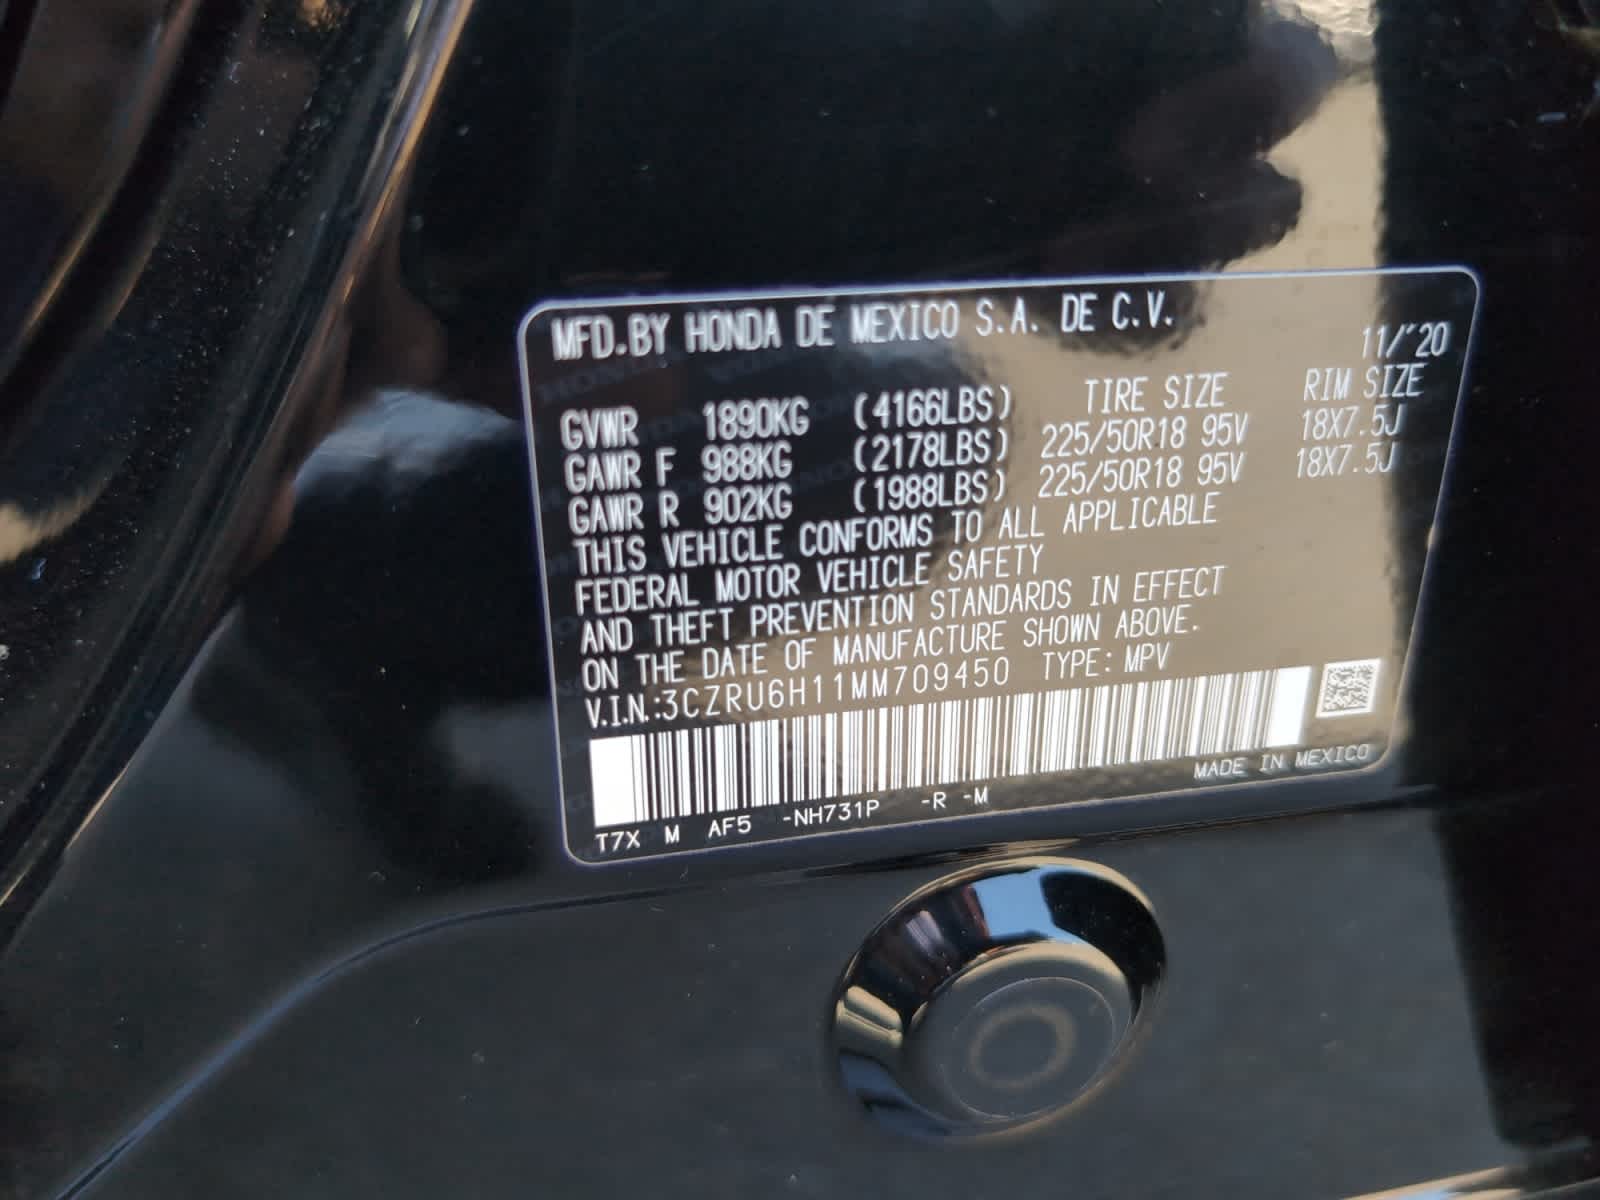 MFD.BY HONDA DE MEXICO S.A. DE C.V.
11/'20
GVWR 1890KG (4166LBS) TIRE SIZE RIM SIZE
GAWR F 988KG (2178LBS) 225/50R18 95V 18X7.5J
GAWR R 902KG (1988LBS) 225/50R18 95V 18X7.5J
THIS VEHICLE CONFORMS TO ALL APPLICABLE
FEDERAL MOTOR VEHICLE SAFETY
AND THEFT PREVENTION STANDARDS IN EFFECT
ON THE DATE OF MANUFACTURE SHOWN ABOVE.
V.I.N.:3CZRU6H11MM709450 TYPE: MPV
MADE IN MEXICO
T7X M AF5 -NH731P -R -M